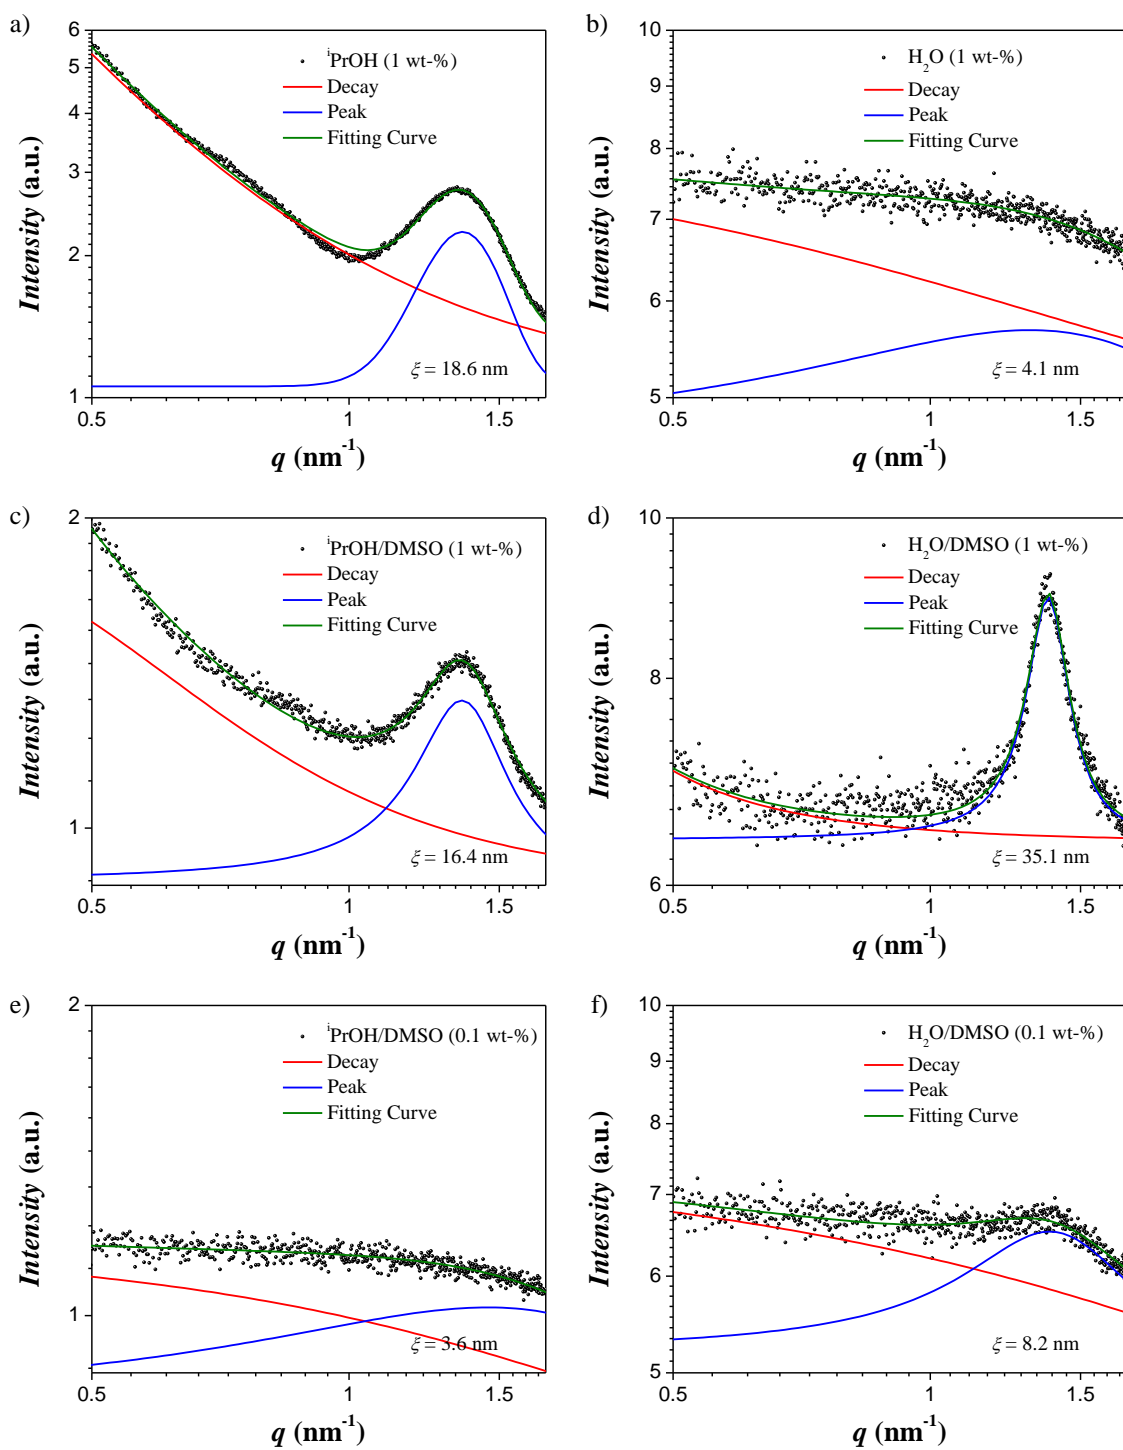 a)
6
5
4
3
2
1
Intensity (a.u.)
ⁱPrOH (1 wt-%)
Decay
Peak
Fitting Curve
ξ = 18.6 nm
0.5
1
1.5
q (nm⁻¹)
b)
10
9
8
7
6
5
Intensity (a.u.)
H₂O (1 wt-%)
Decay
Peak
Fitting Curve
ξ = 4.1 nm
0.5
1
1.5
q (nm⁻¹)
c)
2
1
Intensity (a.u.)
ⁱPrOH/DMSO (1 wt-%)
Decay
Peak
Fitting Curve
ξ = 16.4 nm
0.5
1
1.5
q (nm⁻¹)
d)
10
8
6
Intensity (a.u.)
H₂O/DMSO (1 wt-%)
Decay
Peak
Fitting Curve
ξ = 35.1 nm
0.5
1
1.5
q (nm⁻¹)
e)
2
1
Intensity (a.u.)
ⁱPrOH/DMSO (0.1 wt-%)
Decay
Peak
Fitting Curve
ξ = 3.6 nm
0.5
1
1.5
q (nm⁻¹)
f)
10
9
8
7
6
5
Intensity (a.u.)
H₂O/DMSO (0.1 wt-%)
Decay
Peak
Fitting Curve
ξ = 8.2 nm
0.5
1
1.5
q (nm⁻¹)